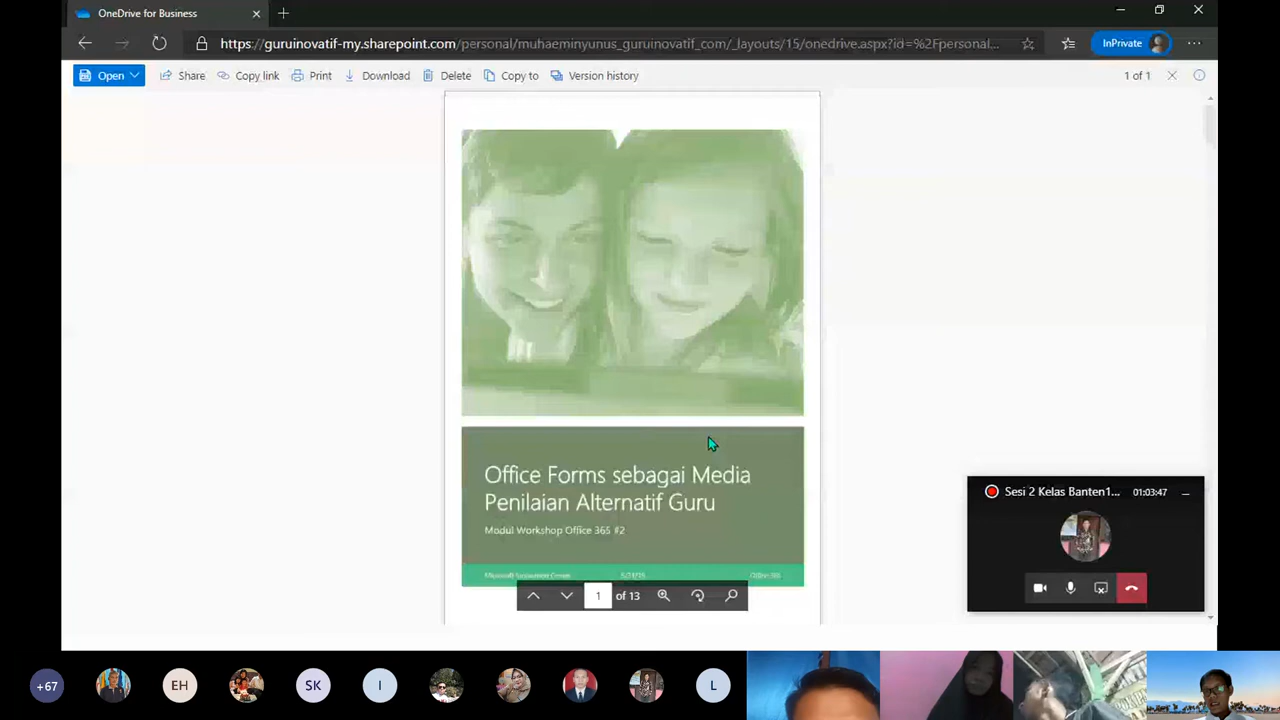 OneDrive for Business
https://guruinovatif-my.sharepoint.com/personal/muhaeminyunus_guruinovatif_com/_layouts/15/onedrive.aspx?id=%2Fpersonal...
InPrivate
Open
Share
Copy link
Print
Download
Delete
Copy to
Version history
1 of 1
Office Forms sebagai Media
Penilaian Alternatif Guru
Modul Workshop Office 365 #2
1 of 13
Sesi 2 Kelas Banten1... 01:03:47
+67
EH
SK
I
L